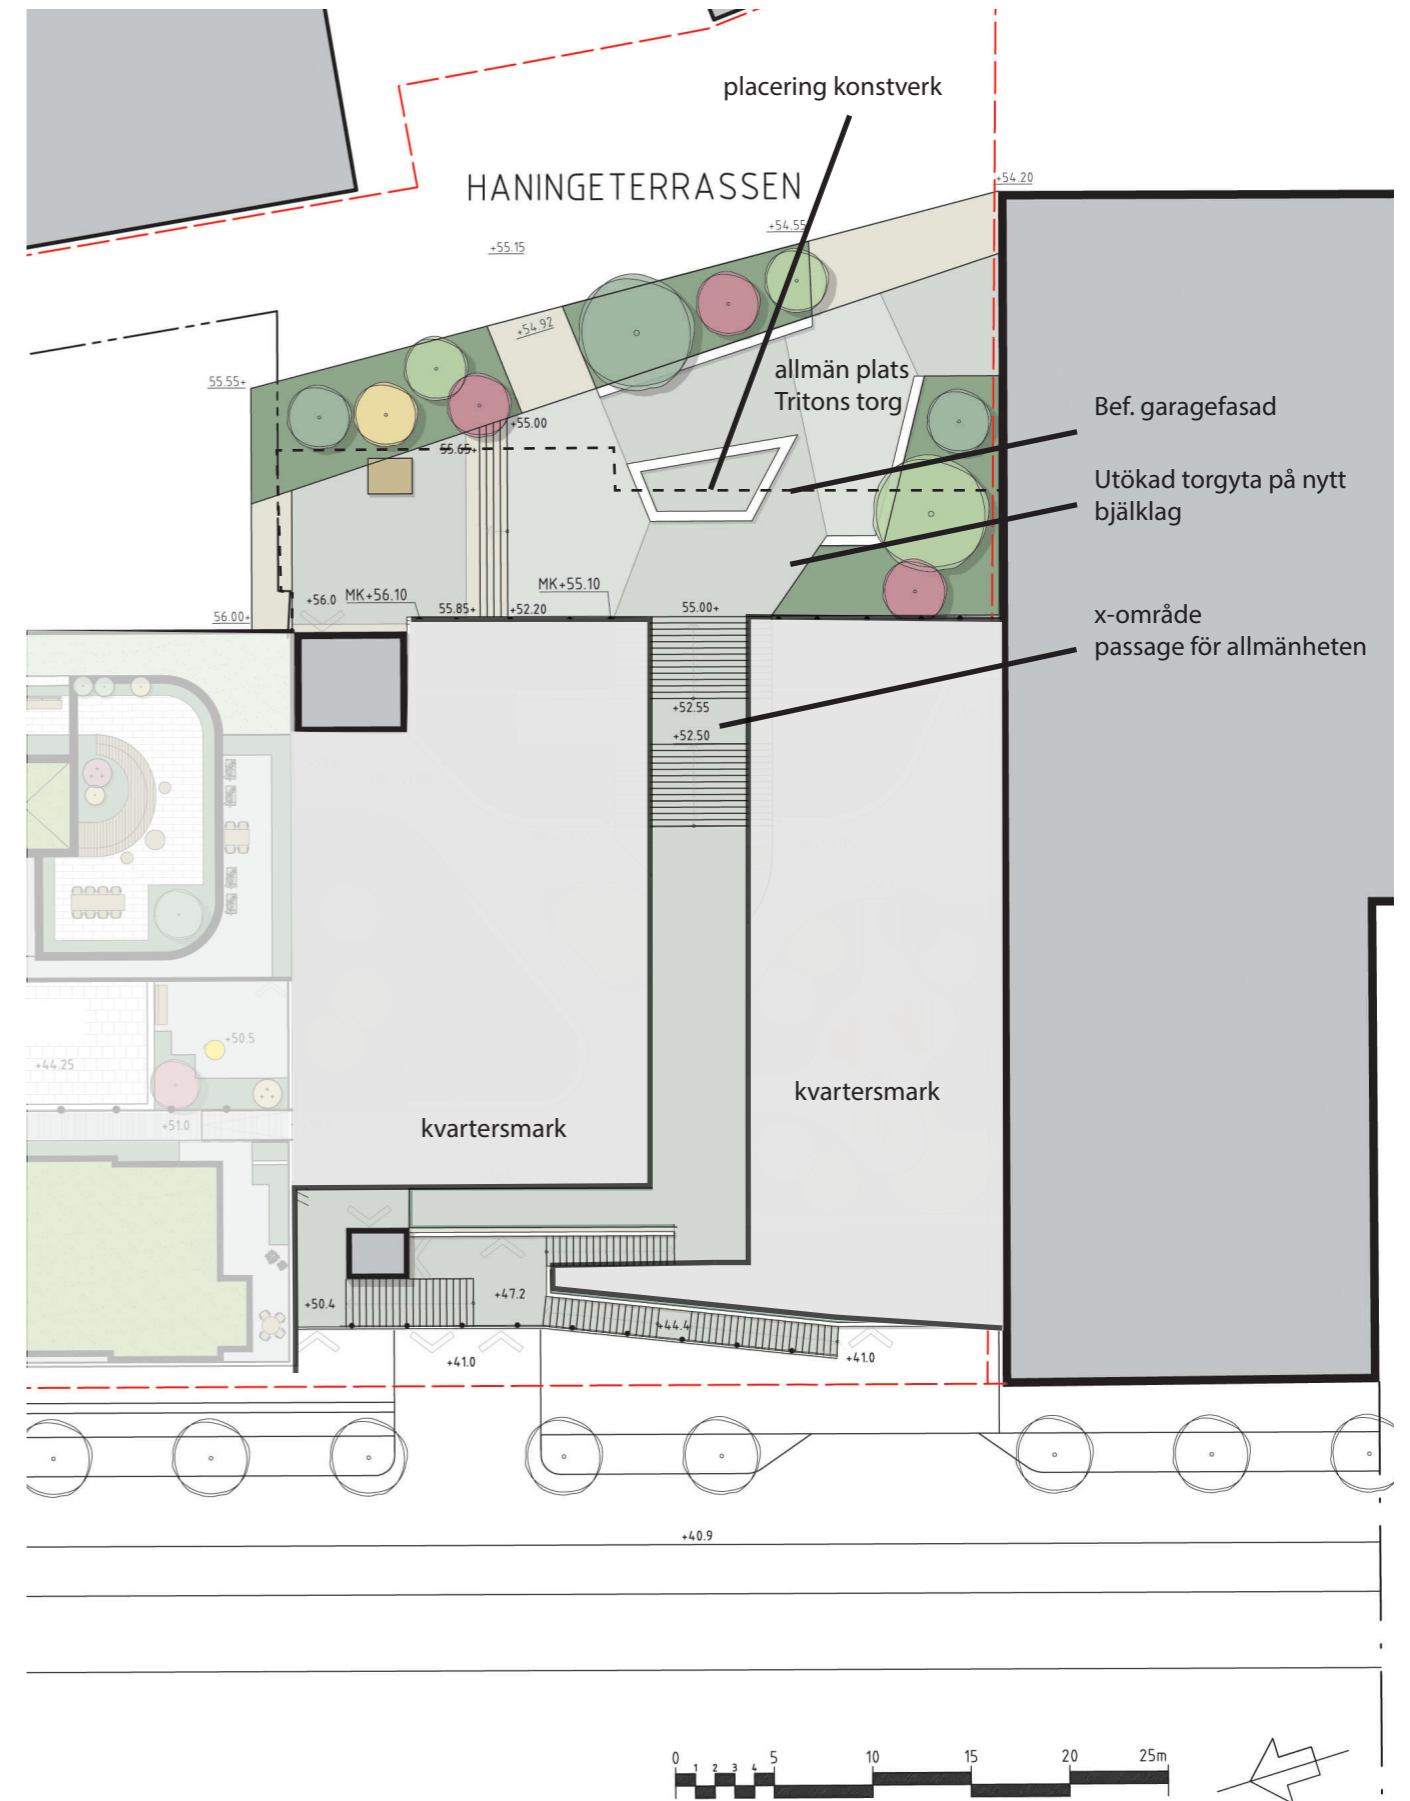 placering konstverk
HANINGETERRASSEN
+54.20
+54.55
+55.15
+54.92
allmän plats
Tritons torg
55.55+
Bef. garagefasad
+55.00
55.65+
Utökad torgyta på nytt
bjälklag
MK+55.10
+56.0
MK+56.10
55.85+
+52.20
55.00+
56.00+
x-område
passage för allmänheten
+52.55
+52.50
+50.5
+44.25
kvartersmark
+51.0
kvartersmark
+50.4
+47.2
+44.4
+41.0
+41.0
+40.9
0 1 2 3 4 5 10 15 20 25m